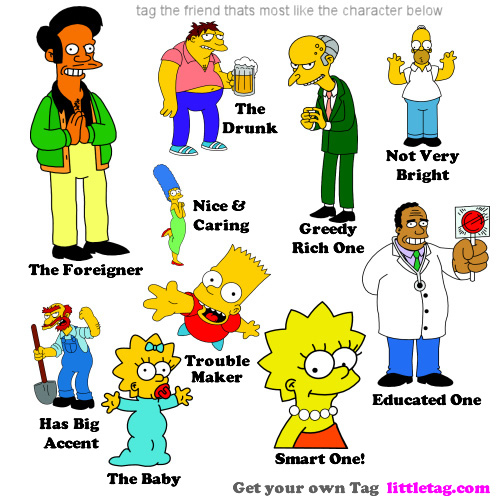 tag the friend thats most like the character below
The
Drunk
Not Very
Bright
Nice &
Caring
Greedy
Rich One
The Foreigner
Trouble
Maker
Educated One
Has Big
Accent
Smart One!
The Baby
Get your own Tag littletag.com